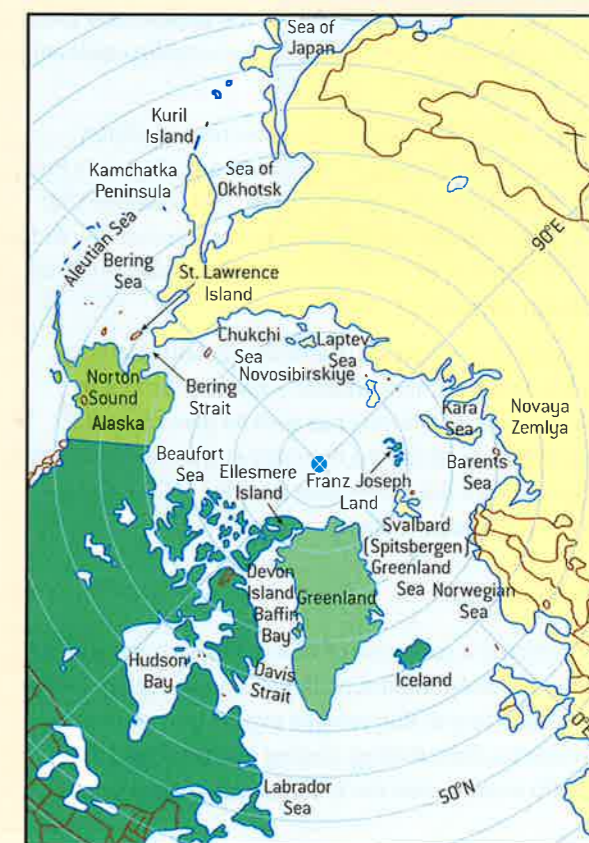 Sea of
Japan
Kuril
Island
Kamchatka
Peninsula
Sea of
Okhotsk
90°E
Aleutian Sea
Bering
Sea
St. Lawrence
Island
Chukchi
Sea
Laptev
Sea
Novosibirskiye
Norton
Sound
Alaska
Bering
Strait
Kara
Sea
Novaya
Zemlya
Beaufort
Sea
Ellesmere
Island
Franz Joseph
Land
Barents
Sea
Svalbard
(Spitsbergen)
Greenland
Sea
Norwegian
Sea
Devon
Island
Baffin
Bay
Greenland
Hudson
Bay
Davis
Strait
Iceland
0°E
50°N
Labrador
Sea